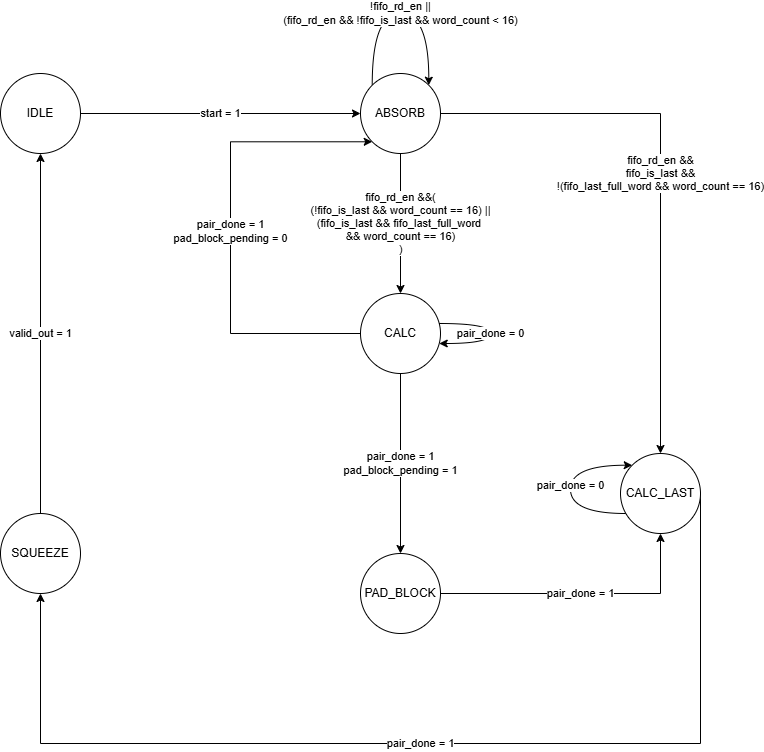 !fifo_rd_en ||
(fifo_rd_en && !fifo_is_last && word_count < 16)
IDLE
start = 1
ABSORB
fifo_rd_en &&
fifo_is_last &&
!(fifo_last_full_word && word_count == 16)
fifo_rd_en &&(
(!fifo_is_last && word_count == 16) ||
(fifo_is_last && fifo_last_full_word
&& word_count == 16)
)
pair_done = 1
pad_block_pending = 0
valid_out = 1
CALC
pair_done = 0
pair_done = 1
pad_block_pending = 1
pair_done = 0
CALC_LAST
SQUEEZE
PAD_BLOCK
pair_done = 1
pair_done = 1